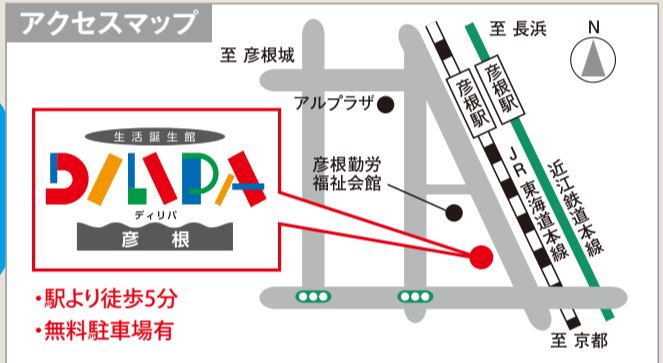 アクセスマップ
至 長浜
N
至 彦根城
彦根駅
彦根駅
アルプラザ
生活誕生館
DILIPA
ディリパ
彦根
彦根勤労
福祉会館
JR東海道本線
近江鉄道本線
・駅より徒歩5分
・無料駐車場有
至 京都